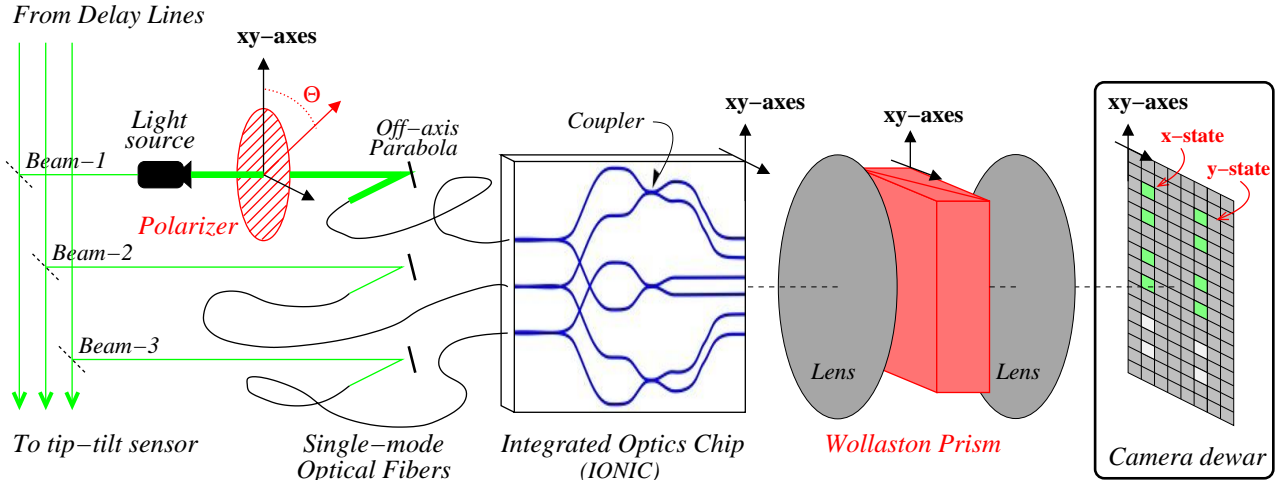 From Delay Lines
xy−axes
Θ
Light
source
Off−axis
Parabola
Coupler
xy−axes
xy−axes
xy−axes
x−state
y−state
Beam−1
Polarizer
Beam−2
Beam−3
Lens
Lens
To tip−tilt sensor
Single−mode
Optical Fibers
Integrated Optics Chip
(IONIC)
Wollaston Prism
Camera dewar